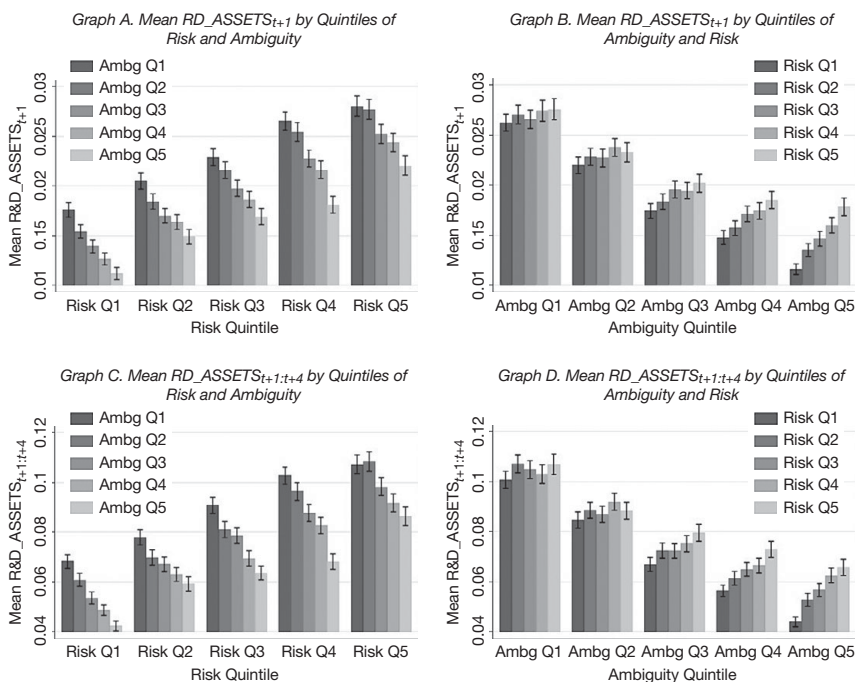 Graph A. Mean RD_ASSETSt+1 by Quintiles of
Risk and Ambiguity
Mean R&D_ASSETSt+1
0.03
0.025
0.02
0.15
0.01
Ambg Q1
Ambg Q2
Ambg Q3
Ambg Q4
Ambg Q5
Risk Q1 Risk Q2 Risk Q3 Risk Q4 Risk Q5
Risk Quintile
Graph B. Mean RD_ASSETSt+1 by Quintiles of
Ambiguity and Risk
Mean R&D_ASSETSt+1
0.03
0.025
0.02
0.15
0.01
Risk Q1
Risk Q2
Risk Q3
Risk Q4
Risk Q5
Ambg Q1 Ambg Q2 Ambg Q3 Ambg Q4 Ambg Q5
Ambiguity Quintile
Graph C. Mean RD_ASSETSt+1:t+4 by Quintiles of
Risk and Ambiguity
Mean R&D_ASSETSt+1:t+4
0.12
0.1
0.08
0.06
0.04
Ambg Q1
Ambg Q2
Ambg Q3
Ambg Q4
Ambg Q5
Risk Q1 Risk Q2 Risk Q3 Risk Q4 Risk Q5
Risk Quintile
Graph D. Mean RD_ASSETSt+1:t+4 by Quintiles of
Ambiguity and Risk
Mean R&D_ASSETSt+1:t+4
0.12
0.1
0.08
0.06
0.04
Risk Q1
Risk Q2
Risk Q3
Risk Q4
Risk Q5
Ambg Q1 Ambg Q2 Ambg Q3 Ambg Q4 Ambg Q5
Ambiguity Quintile